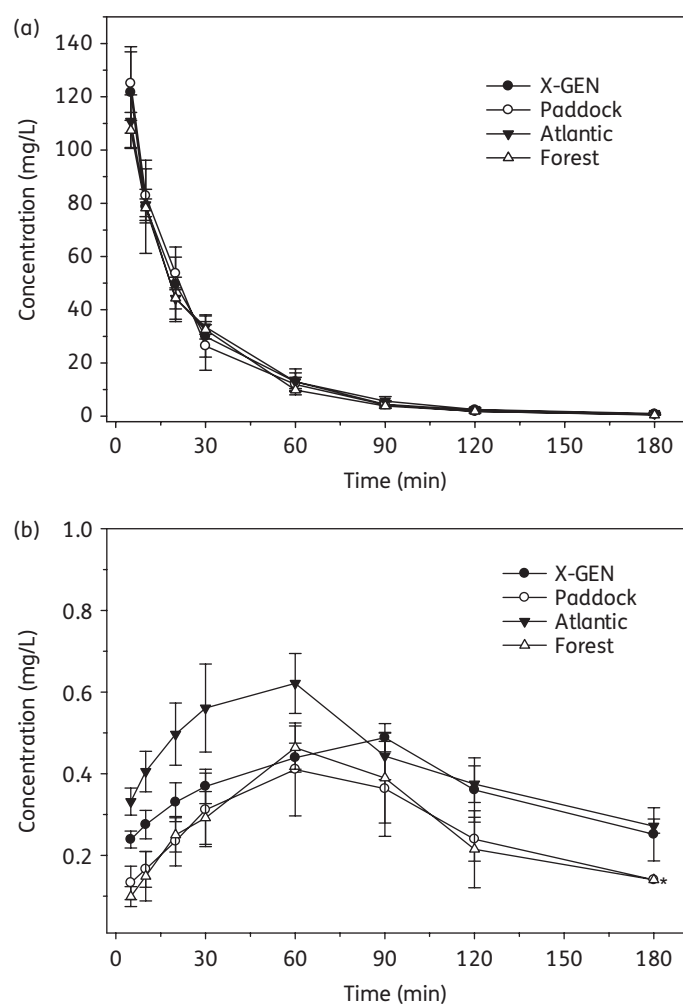 (a)
140
120
100
80
60
40
20
0
Concentration (mg/L)
X-GEN
Paddock
Atlantic
Forest
0 30 60 90 120 150 180
Time (min)
(b)
1.0
0.8
0.6
0.4
0.2
Concentration (mg/L)
X-GEN
Paddock
Atlantic
Forest
*
0 30 60 90 120 150 180
Time (min)